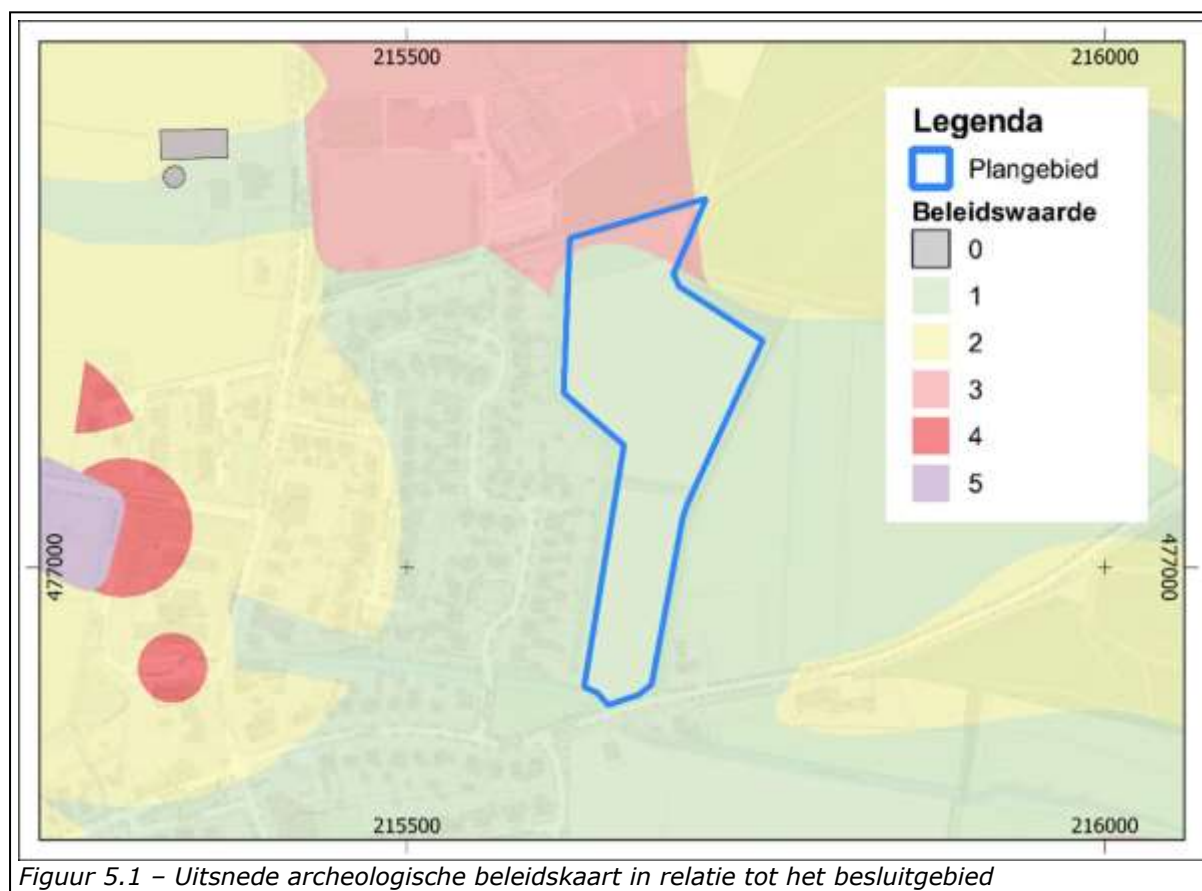 215500 216000
Legenda
Plangebied
Beleidswaarde
0
1
2
3
4
5
477000 477000
215500 216000
Figuur 5.1 – Uitsnede archeologische beleidskaart in relatie tot het besluitgebied